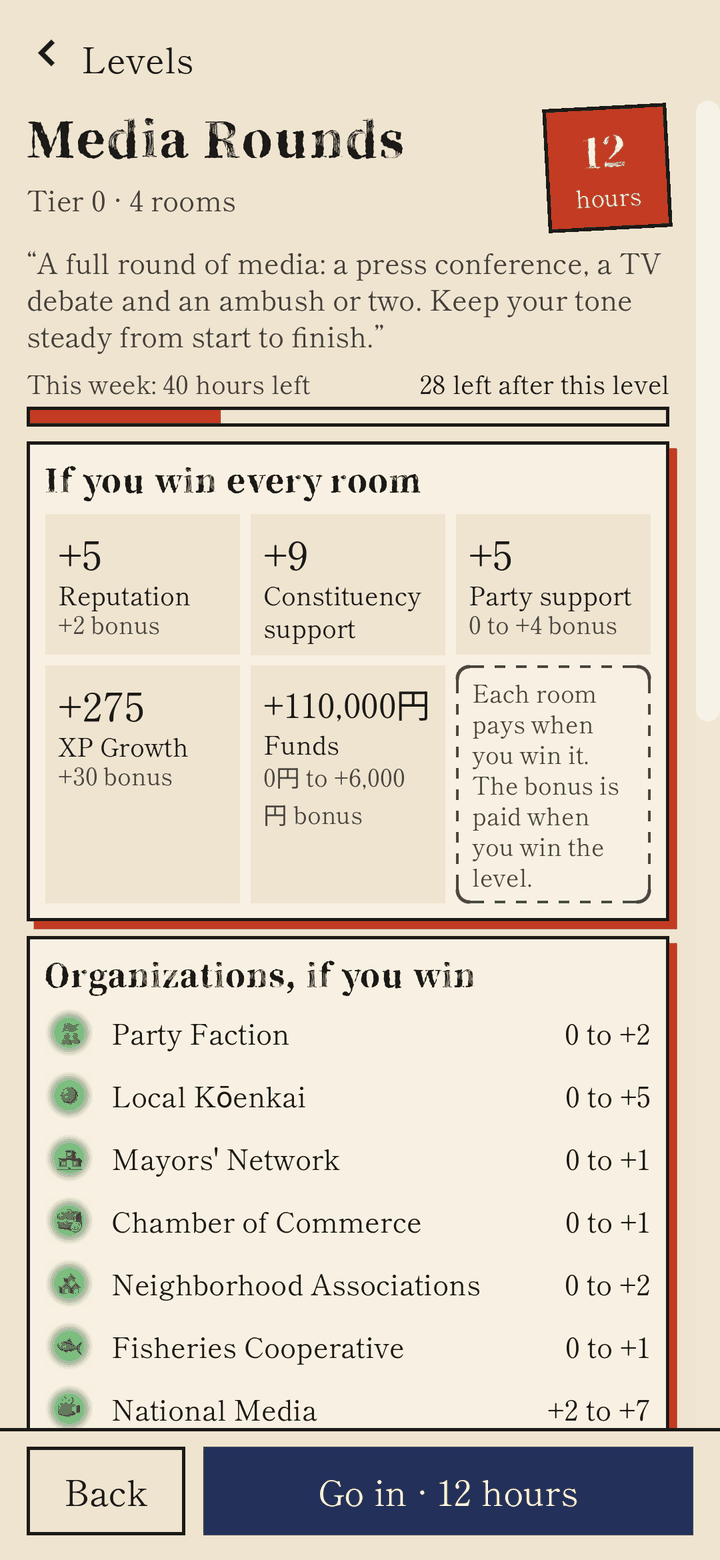 Levels
Media Rounds
12
hours
Tier 0 · 4 rooms
“A full round of media: a press conference, a TV
debate and an ambush or two. Keep your tone
steady from start to finish.”
This week: 40 hours left
28 left after this level
If you win every room
+5
Reputation
+2 bonus
+9
Constituency
support
+5
Party support
0 to +4 bonus
+275
XP Growth
+30 bonus
+110,000円
Funds
0円 to +6,000
円 bonus
Each room
pays when
you win it.
The bonus is
paid when
you win the
level.
Organizations, if you win
Party Faction 0 to +2
Local Kōenkai 0 to +5
Mayors' Network 0 to +1
Chamber of Commerce 0 to +1
Neighborhood Associations 0 to +2
Fisheries Cooperative 0 to +1
National Media +2 to +7
Back
Go in · 12 hours